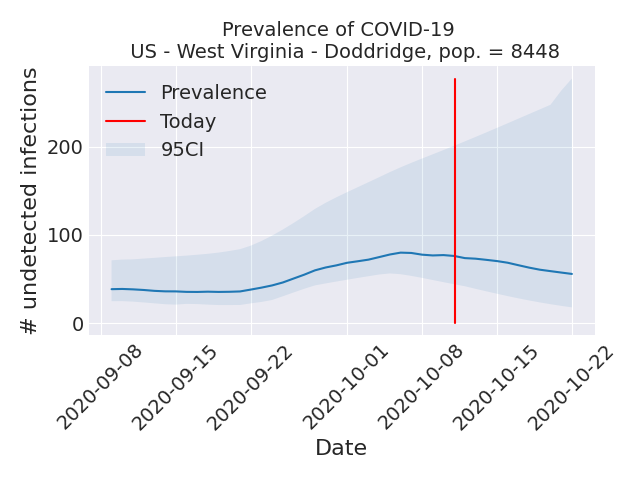 Prevalence of COVID-19
US - West Virginia - Doddridge, pop. = 8448
Prevalence
Today
95CI
# undetected infections
200
100
0
2020-09-08
2020-09-15
2020-09-22
2020-10-01
2020-10-08
2020-10-15
2020-10-22
Date